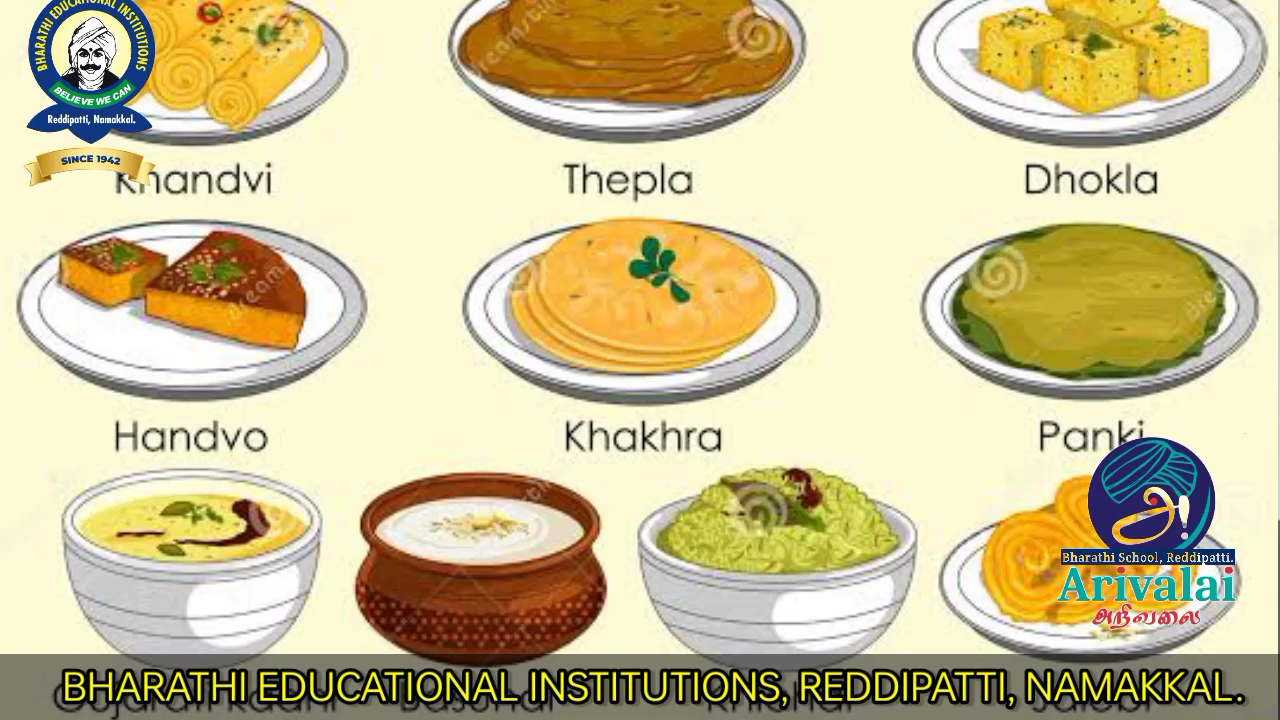 BHARATHI EDUCATIONAL INSTITUTIONS
BELIEVE WE CAN
Reddipatti, Namakkal.
SINCE 1942
Khandvi
Thepla
Dhokla
Handvo
Khakhra
Panki
அ!
Bharathi School, Reddipatti.
Arivalai
அறிவலை
BHARATHI EDUCATIONAL INSTITUTIONS, REDDIPATTI, NAMAKKAL.